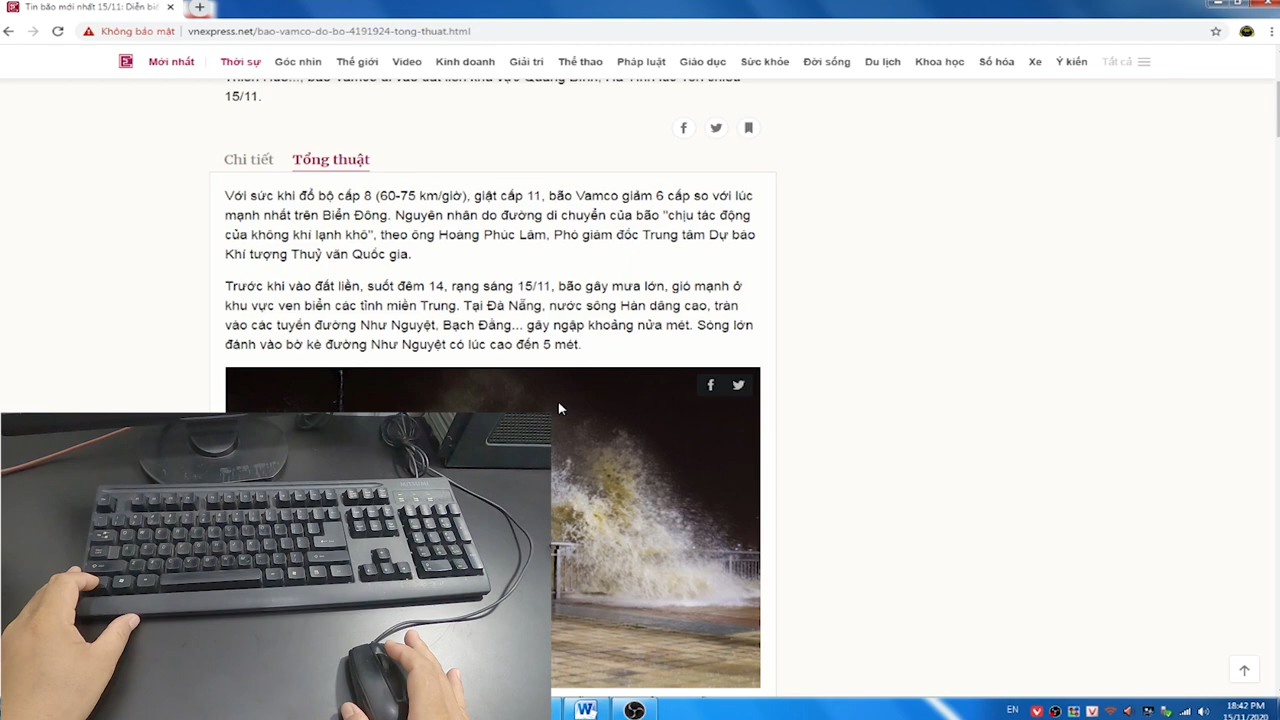 Tin bão mới nhất 15/11: Diễn biế
Không bảo mật | vnexpress.net/bao-vamco-do-bo-4191924-tong-thuat.html
Mới nhất Thời sự Góc nhìn Thế giới Video Kinh doanh Giải trí Thể thao Pháp luật Giáo dục Sức khỏe Đời sống Du lịch Khoa học Số hóa Xe Ý kiến Tất cả
15/11.
Chi tiết Tổng thuật
Với sức khi đổ bộ cấp 8 (60-75 km/giờ), giật cấp 11, bão Vamco giảm 6 cấp so với lúc
mạnh nhất trên Biển Đông. Nguyên nhân do đường di chuyển của bão "chịu tác động
của không khí lạnh khô", theo ông Hoàng Phúc Lâm, Phó giám đốc Trung tâm Dự báo
Khí tượng Thuỷ văn Quốc gia.
Trước khi vào đất liền, suốt đêm 14, rạng sáng 15/11, bão gây mưa lớn, gió mạnh ở
khu vực ven biển các tỉnh miền Trung. Tại Đà Nẵng, nước sông Hàn dâng cao, tràn
vào các tuyến đường Như Nguyệt, Bạch Đằng... gây ngập khoảng nửa mét. Sóng lớn
đánh vào bờ kè đường Như Nguyệt có lúc cao đến 5 mét.
MITSUMI
EN
18:42 PM
15/11/2020